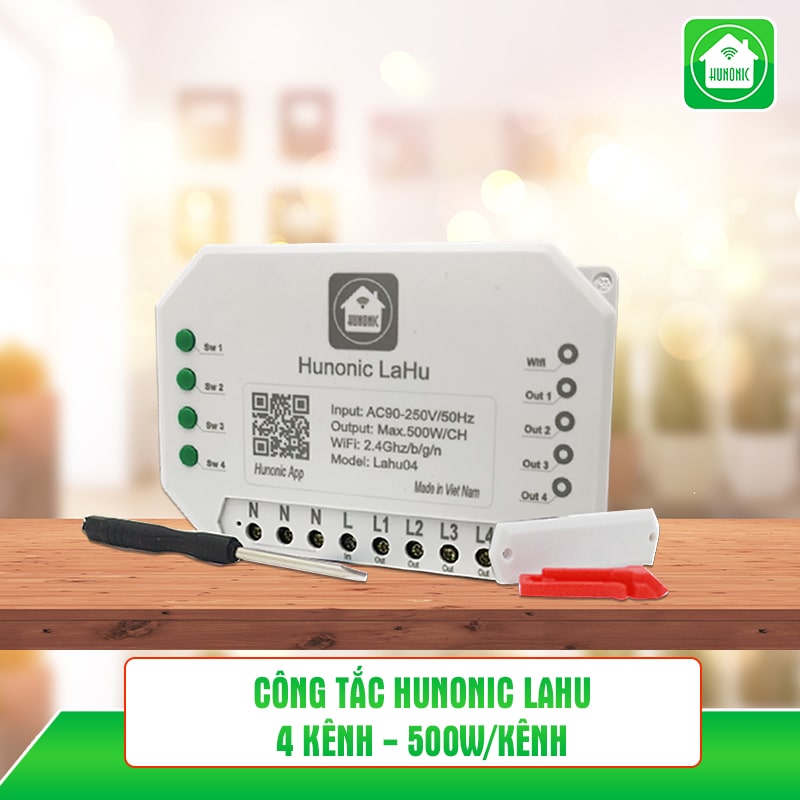 HUNONIC
HUNONIC
Hunonic LaHu
Sw 1
Sw 2
Sw 3
Sw 4
Wifi
Out 1
Out 2
Out 3
Out 4
Input: AC90-250V/50Hz
Output: Max.500W/CH
WiFi: 2.4Ghz/b/g/n
Model: Lahu04
Hunonic App
Made in Viet Nam
N N N L L1 L2 L3 L4
In Out Out Out Out
CÔNG TẮC HUNONIC LAHU
4 KÊNH - 500W/KÊNH